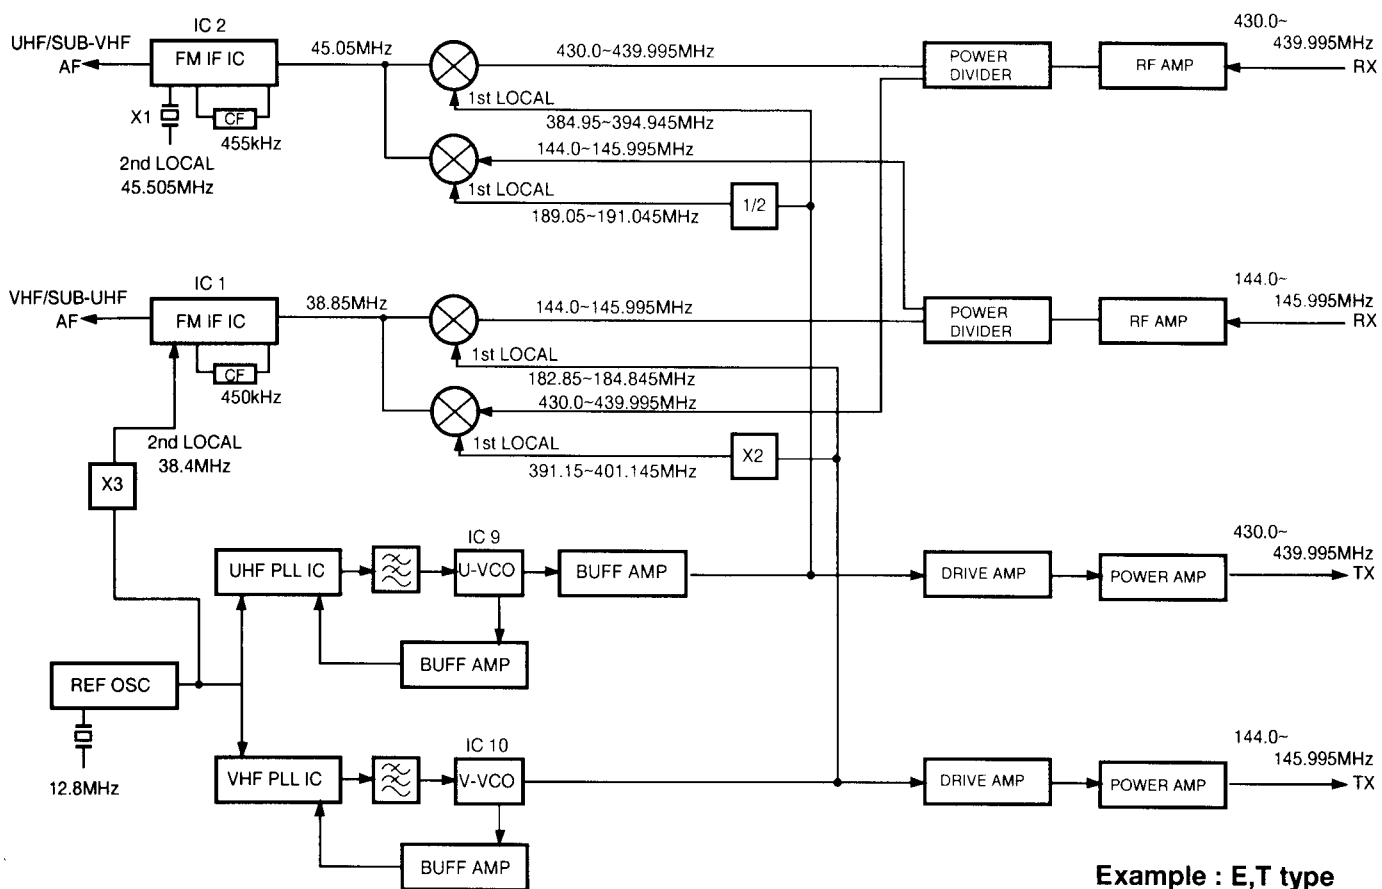 IC 2
UHF/SUB-VHF
AF
FM IF IC
45.05MHz
430.0~439.995MHz
POWER
DIVIDER
RF AMP
430.0~
439.995MHz
RX
X1
CF
455kHz
2nd LOCAL
45.505MHz
1st LOCAL
384.95~394.945MHz
144.0~145.995MHz
1st LOCAL
189.05~191.045MHz
1/2
IC 1
VHF/SUB-UHF
AF
FM IF IC
38.85MHz
144.0~145.995MHz
POWER
DIVIDER
RF AMP
144.0~
145.995MHz
RX
CF
450kHz
1st LOCAL
182.85~184.845MHz
430.0~439.995MHz
2nd LOCAL
38.4MHz
1st LOCAL
391.15~401.145MHz
X2
X3
IC 9
UHF PLL IC
U-VCO
BUFF AMP
DRIVE AMP
POWER AMP
430.0~
439.995MHz
TX
BUFF AMP
REF OSC
12.8MHz
IC 10
VHF PLL IC
V-VCO
DRIVE AMP
POWER AMP
144.0~
145.995MHz
TX
BUFF AMP
Example : E,T type